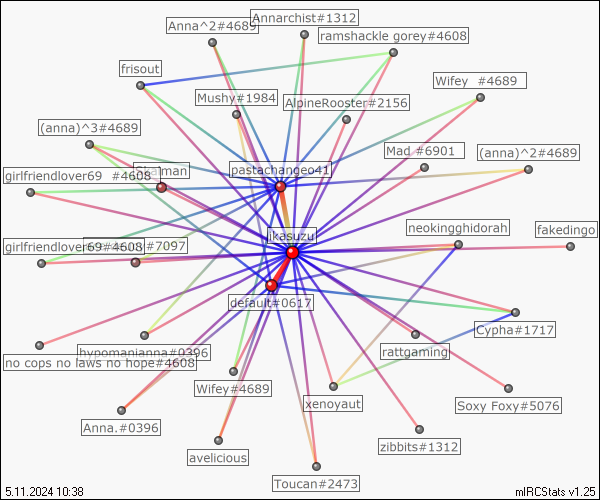 Annarchist#1312
Anna^2#4689
ramshackle gorey#4608
frisout
Wifey  #4689
Mushy#1984
AlpineRooster#2156
(anna)^3#4689
Mad #6901
(anna)^2#4689
girlfriendlover69  #4608
pastachangeo41
neokingghidorah
fakedingo
ikasuzu
girlfriendlover69#4608
#7097
default#0617
Cypha#1717
hypomanianna#0396
rattgaming
no cops no laws no hope#4608
Wifey#4689
xenoyaut
Soxy Foxy#5076
Anna.#0396
zibbits#1312
avelicious
Toucan#2473
5.11.2024 10:38
mIRCStats v1.25